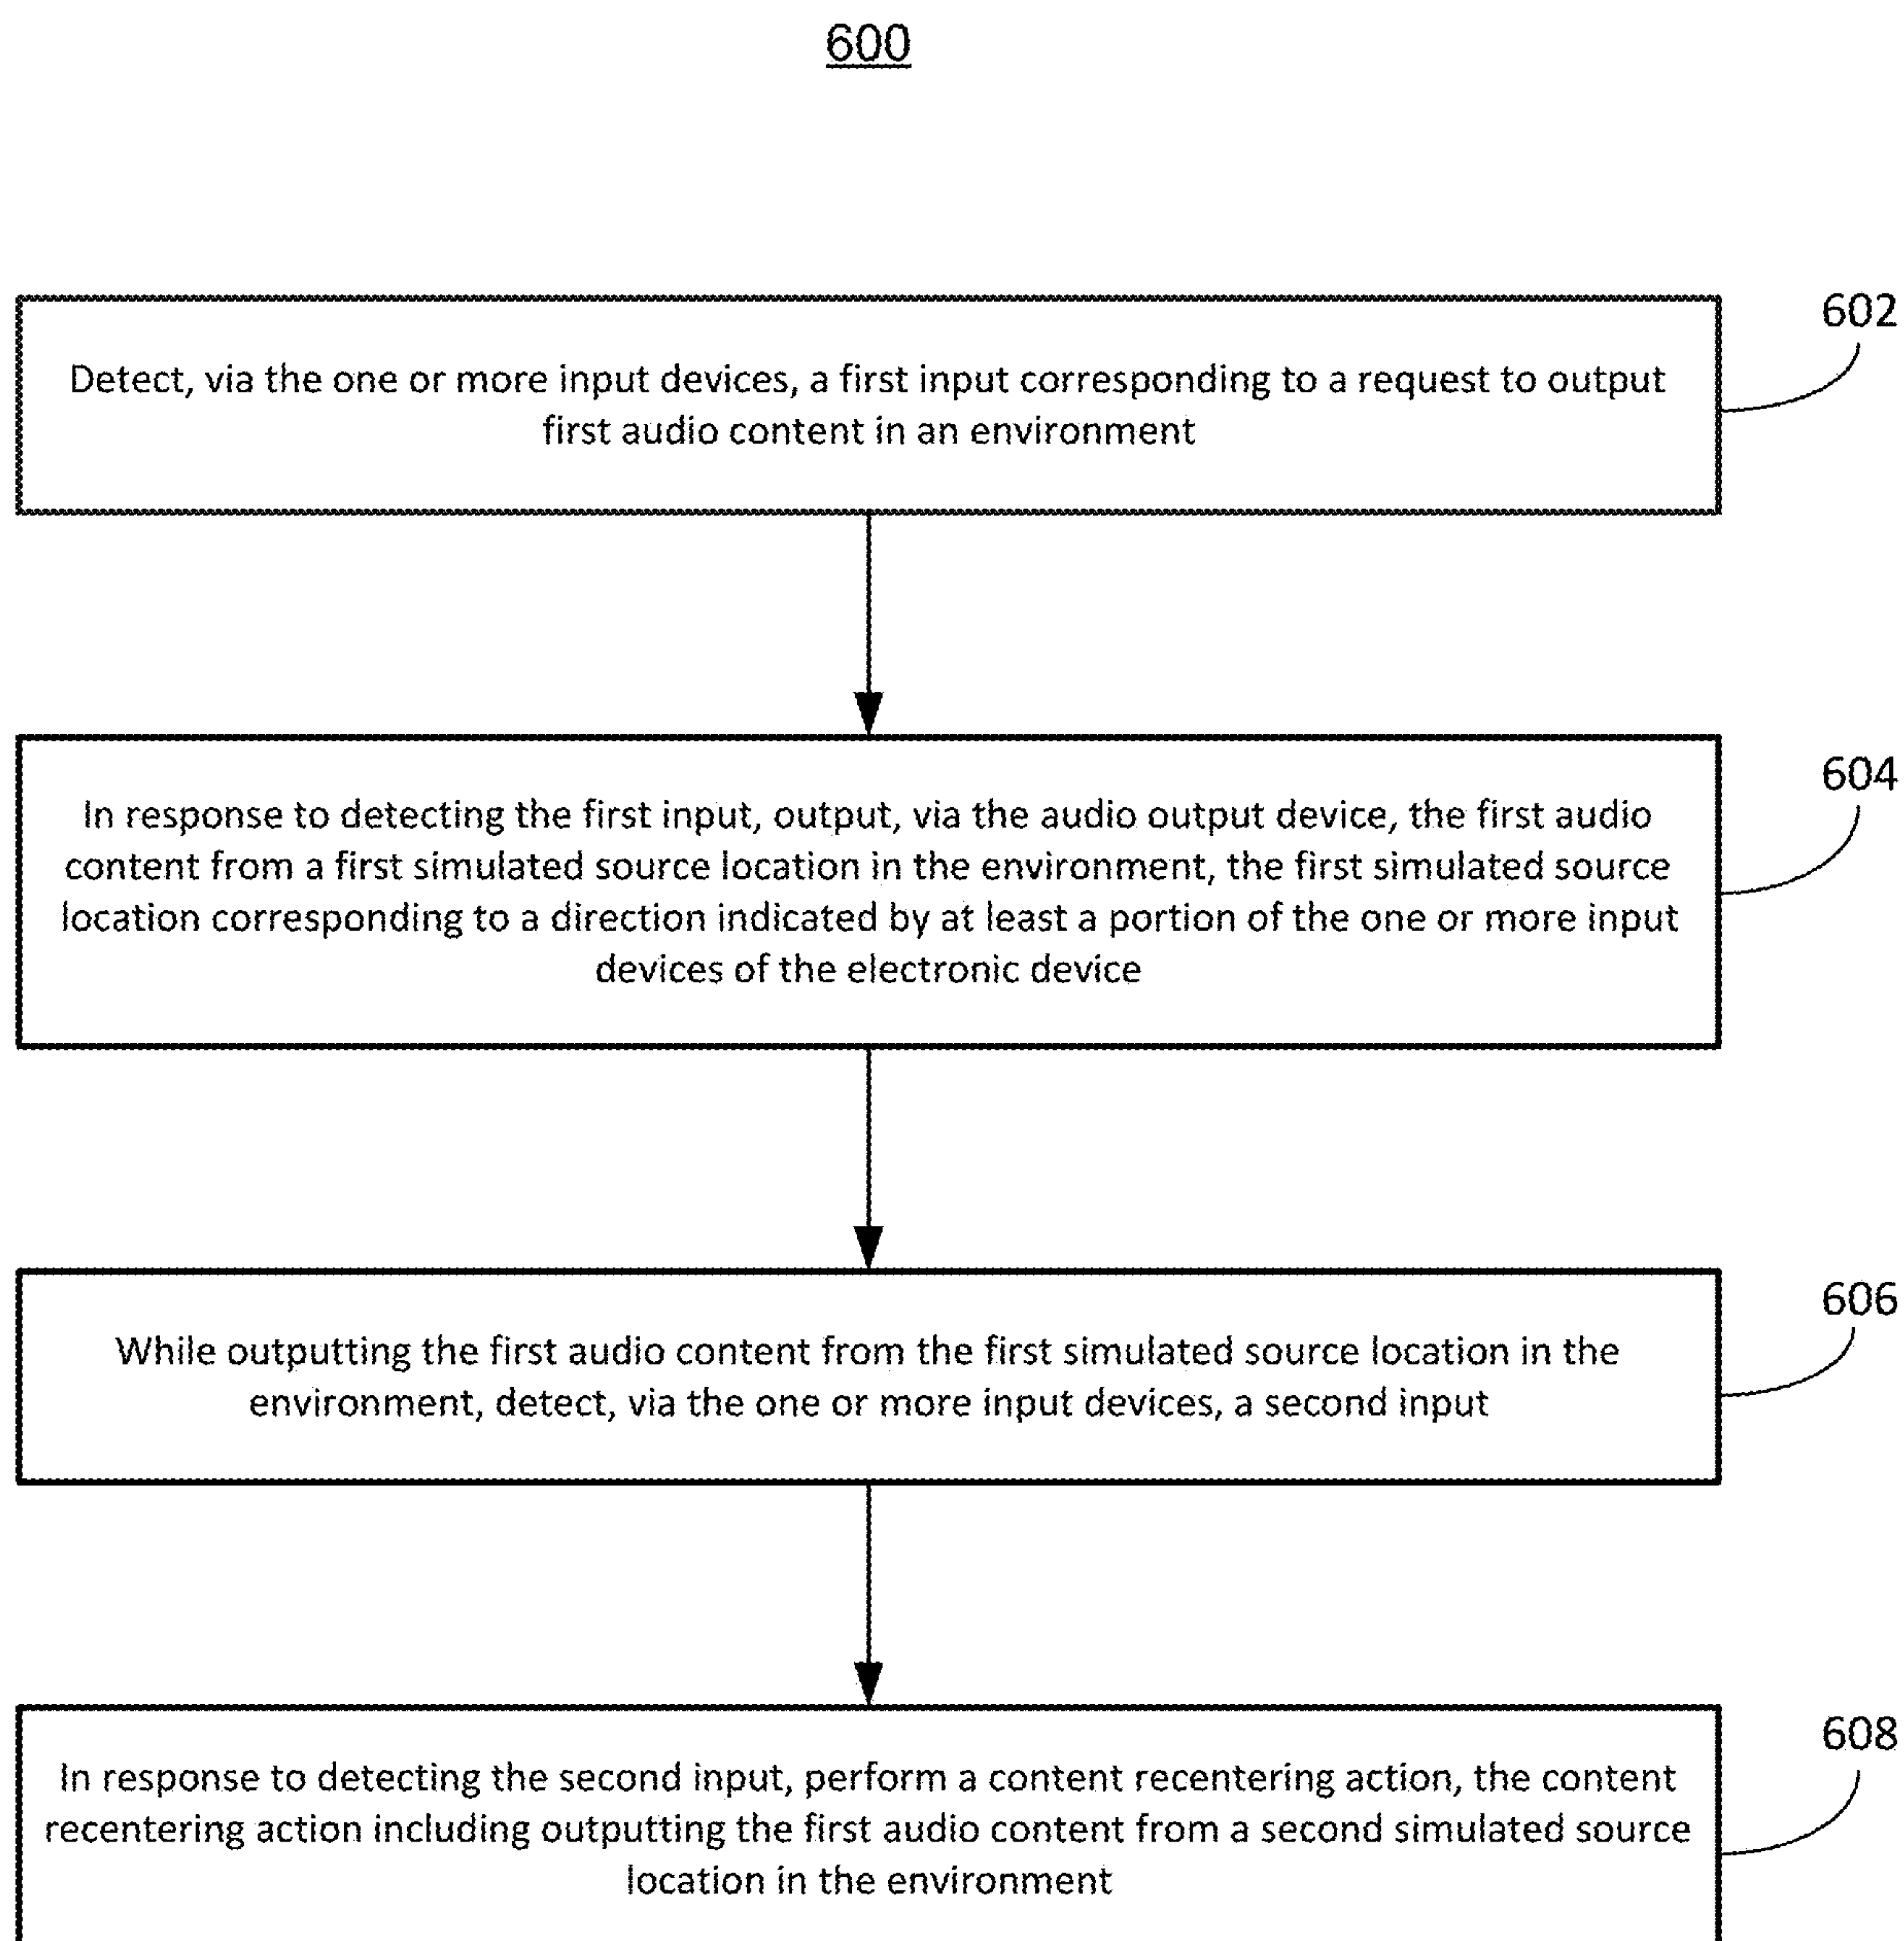 600
602
Detect, via the one or more input devices, a first input corresponding to a request to output
first audio content in an environment
604
In response to detecting the first input, output, via the audio output device, the first audio
content from a first simulated source location in the environment, the first simulated source
location corresponding to a direction indicated by at least a portion of the one or more input
devices of the electronic device
606
While outputting the first audio content from the first simulated source location in the
environment, detect, via the one or more input devices, a second input
608
In response to detecting the second input, perform a content recentering action, the content
recentering action including outputting the first audio content from a second simulated source
location in the environment